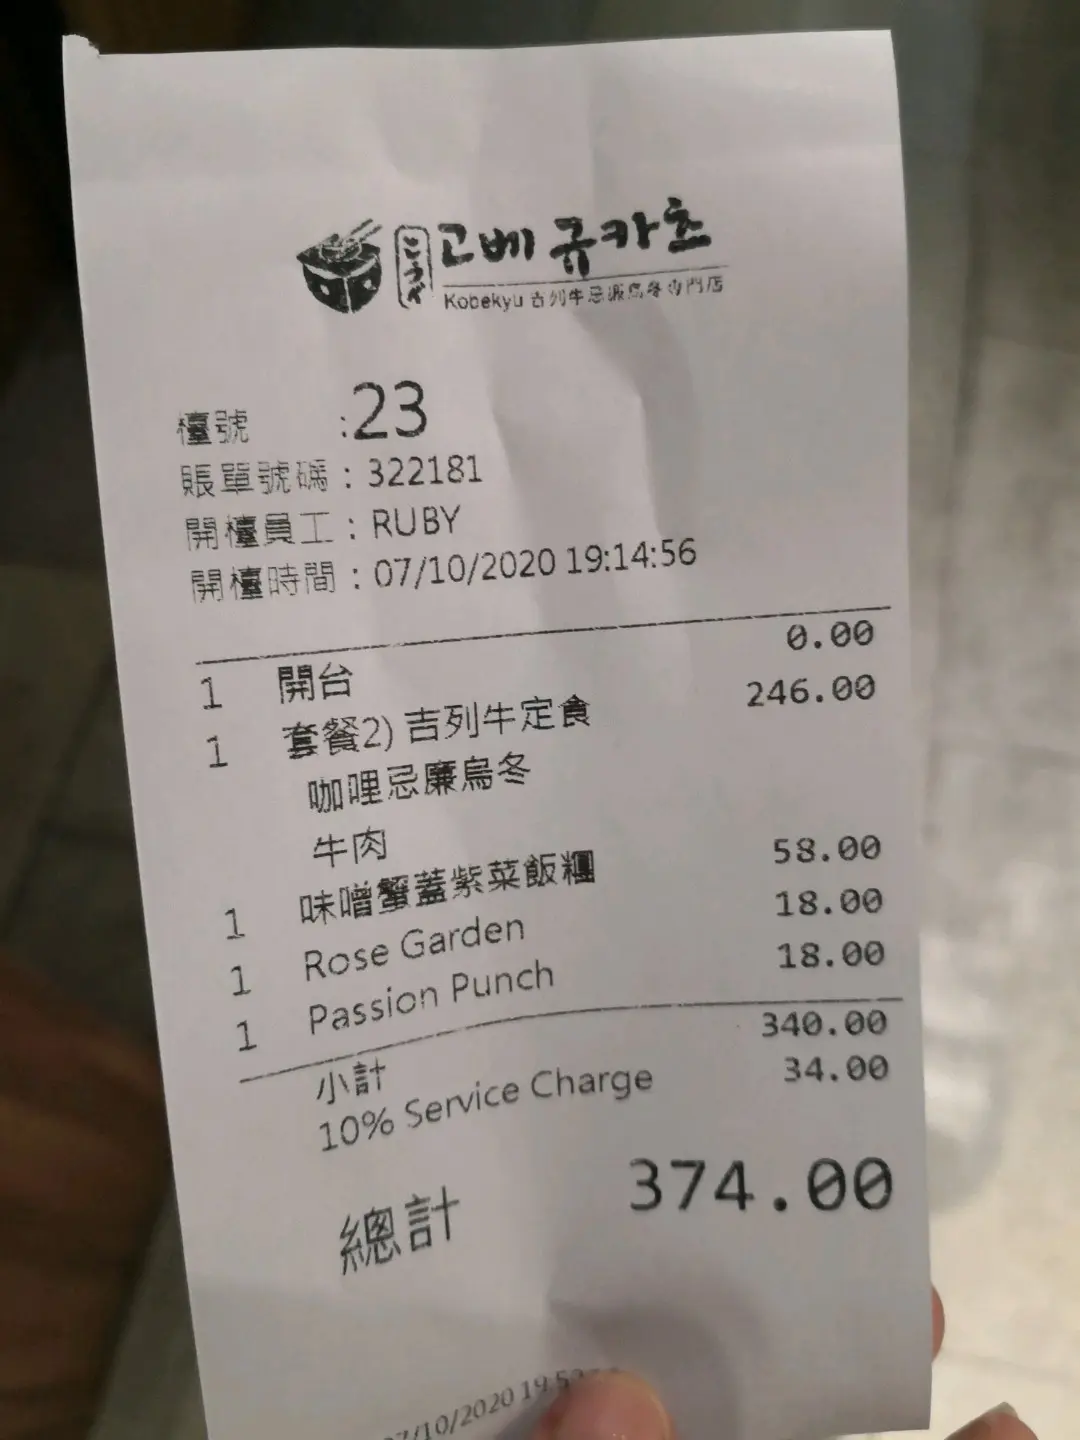 고베 규카츠
Kobekyu 吉列牛忌廉烏冬專門店
檯號 :23
賬單號碼 : 322181
開檯員工 : RUBY
開檯時間 : 07/10/2020 19:14:56
1 開台 0.00
1 套餐2) 吉列牛定食 246.00
咖哩忌廉烏冬
牛肉
1 味噌蟹蓋紫菜飯糰 58.00
1 Rose Garden 18.00
1 Passion Punch 18.00
小計 340.00
10% Service Charge 34.00
總計 374.00
/10/2020 19